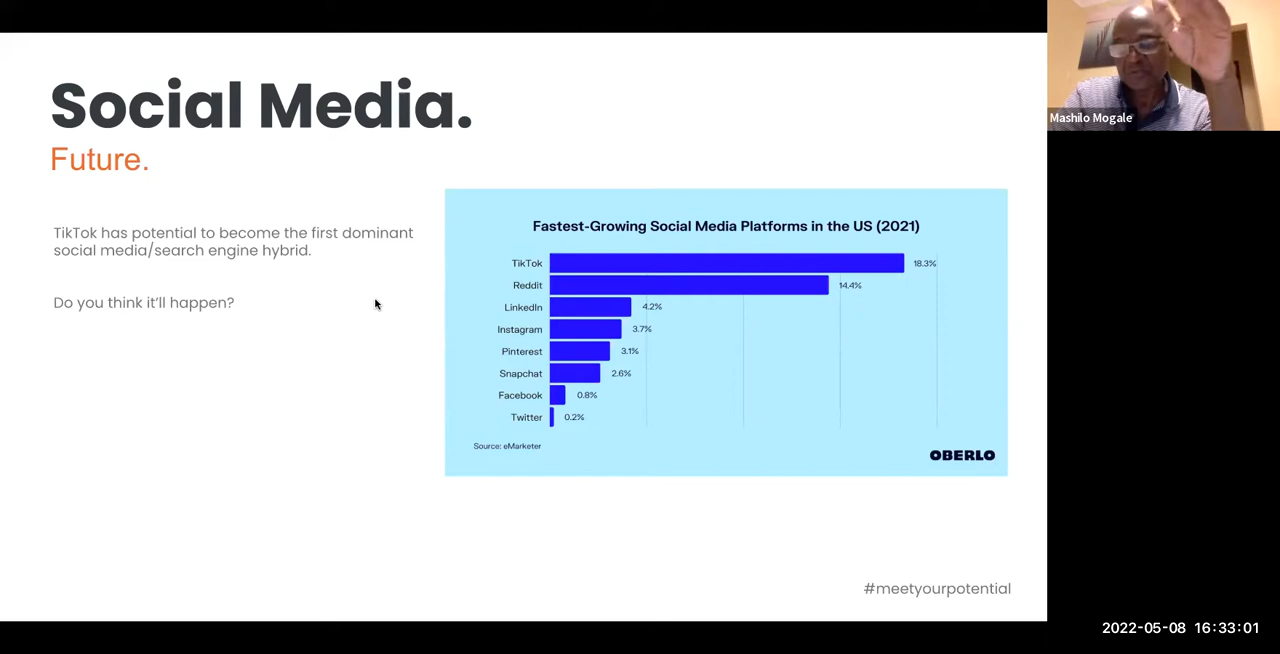 Social Media.
Future.
TikTok has potential to become the first dominant
social media/search engine hybrid.
Do you think it'll happen?
Fastest-Growing Social Media Platforms in the US (2021)
TikTok 18.3%
Reddit 14.4%
LinkedIn 4.2%
Instagram 3.7%
Pinterest 3.1%
Snapchat 2.6%
Facebook 0.8%
Twitter 0.2%
Source: eMarketer
OBERLO
#meetyourpotential
Mashilo Mogale
2022-05-08 16:33:01